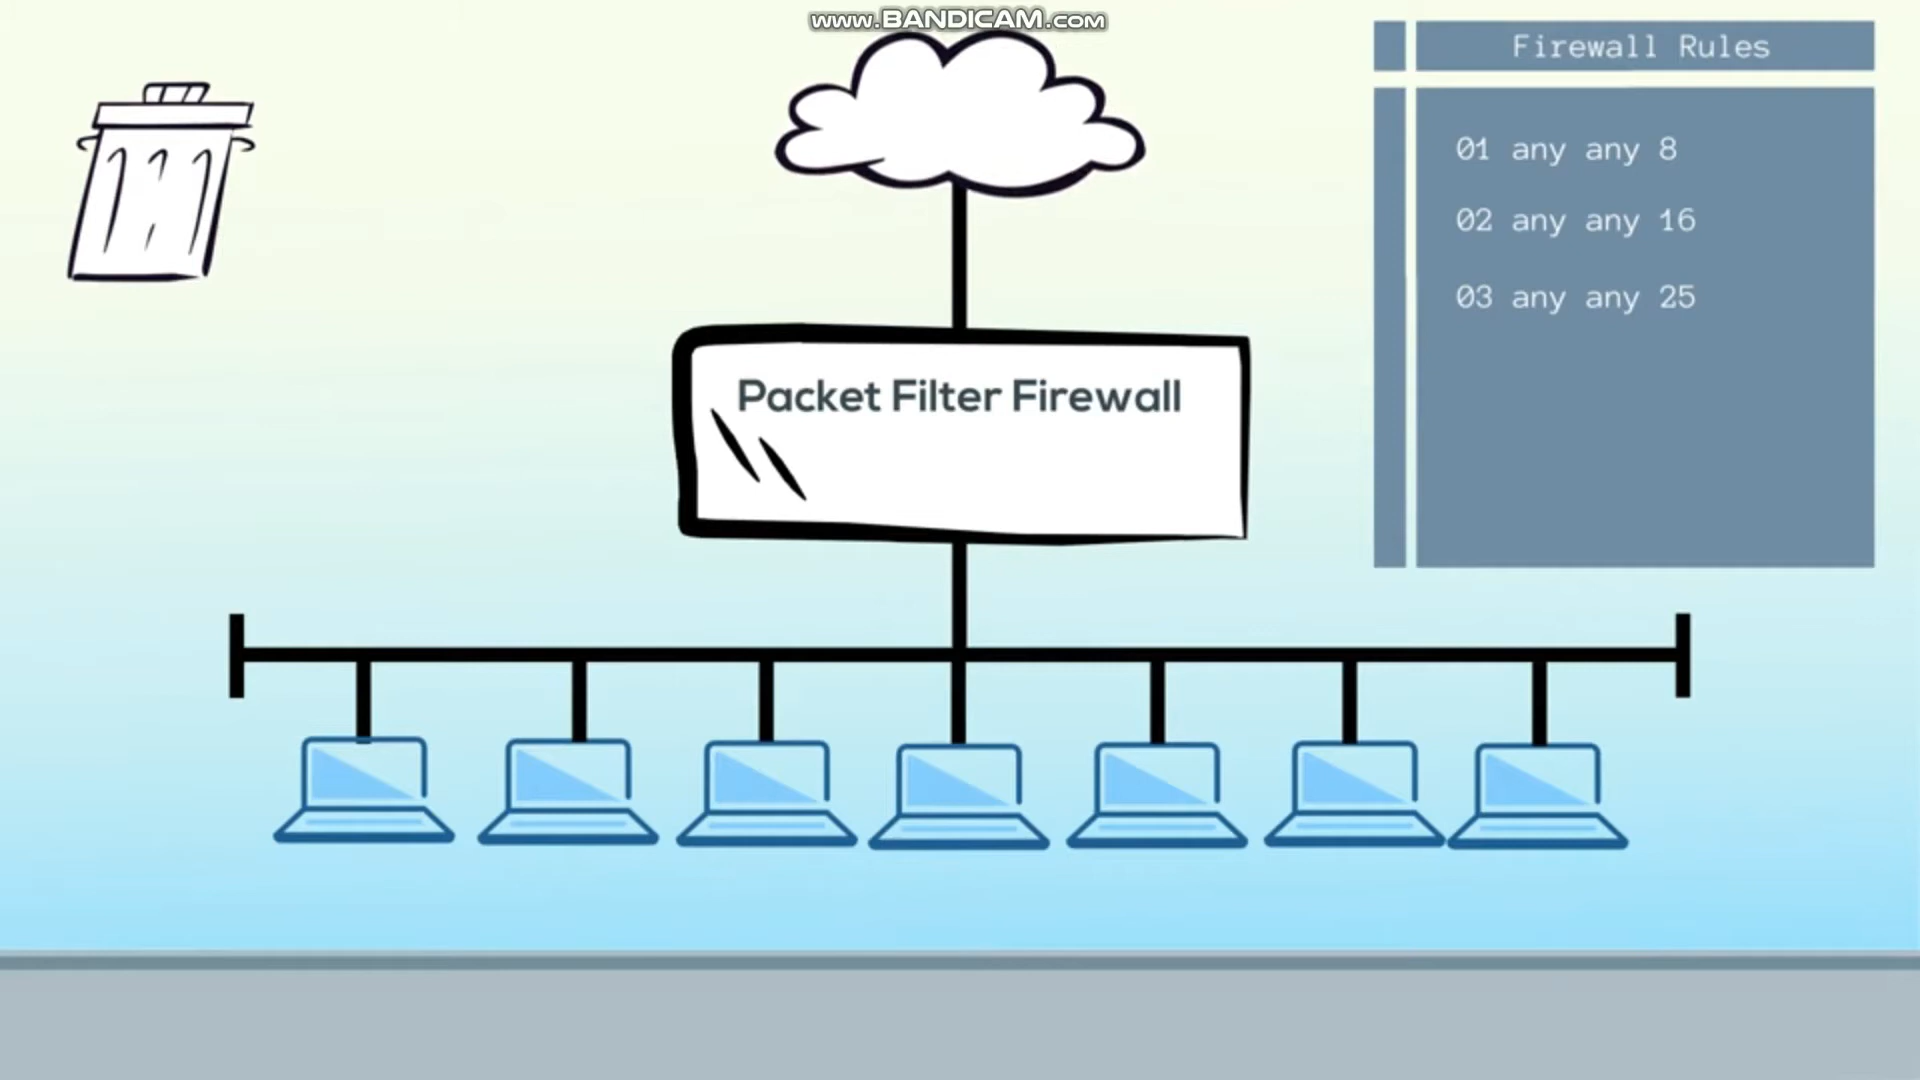 www.BANDICAM.com
Firewall Rules
01 any any 8
02 any any 16
03 any any 25
Packet Filter Firewall